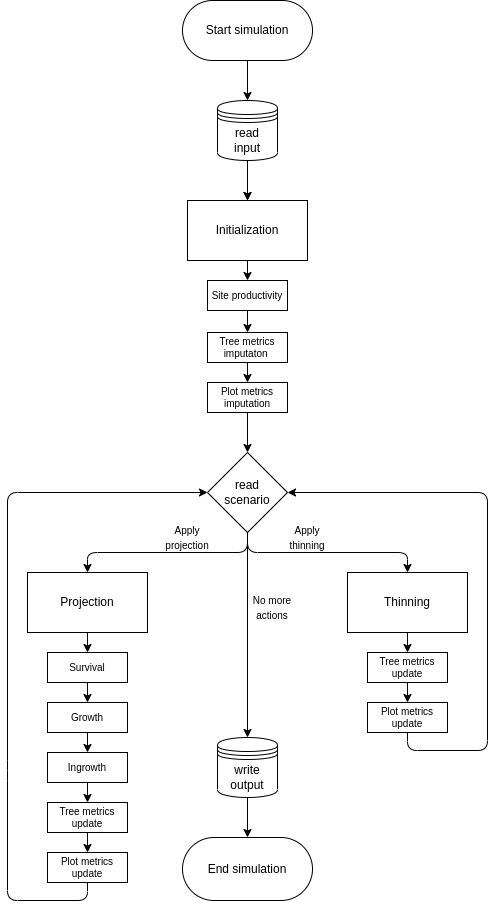 Start simulation
read
input
Initialization
Site productivity
Tree metrics
imputaton
Plot metrics
imputation
read
scenario
Apply
projection
Apply
thinning
Projection
No more
actions
Thinning
Survival
Tree metrics
update
Growth
Plot metrics
update
Ingrowth
write
output
Tree metrics
update
Plot metrics
update
End simulation